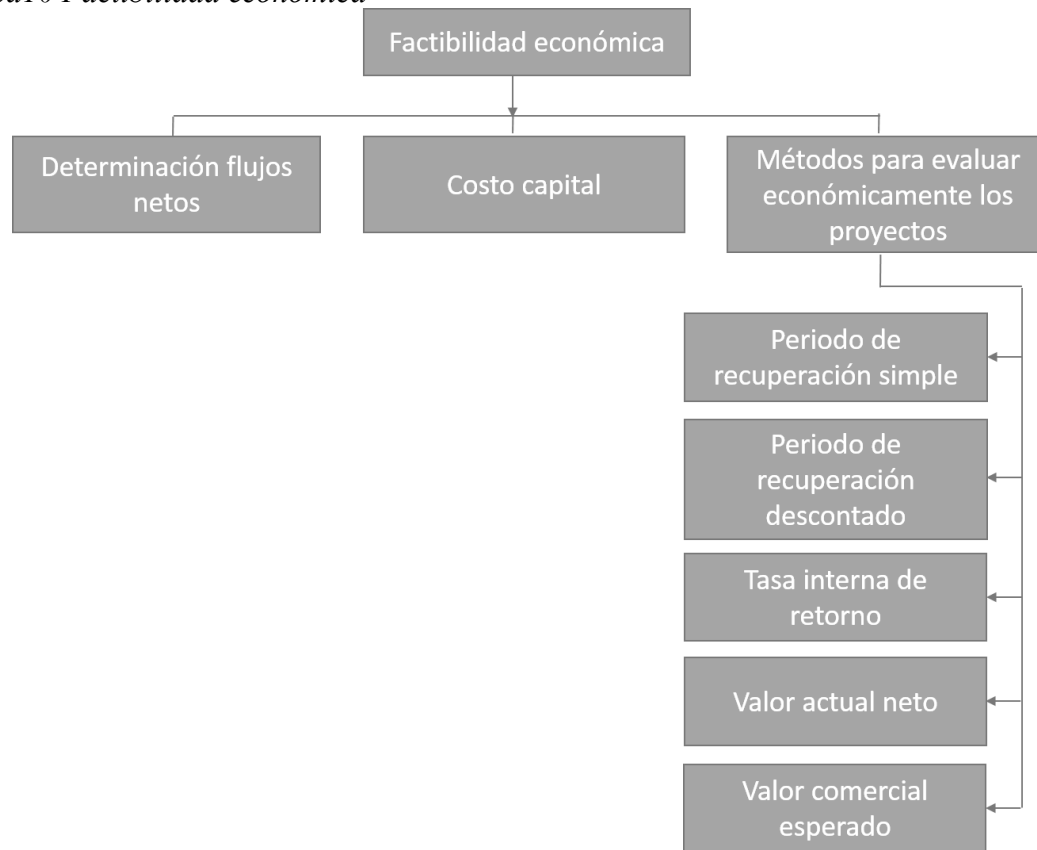 Factibilidad económica
Determinación flujos
netos
Costo capital
Métodos para evaluar
económicamente los
proyectos
Periodo de
recuperación simple
Periodo de
recuperación
descontado
Tasa interna de
retorno
Valor actual neto
Valor comercial
esperado